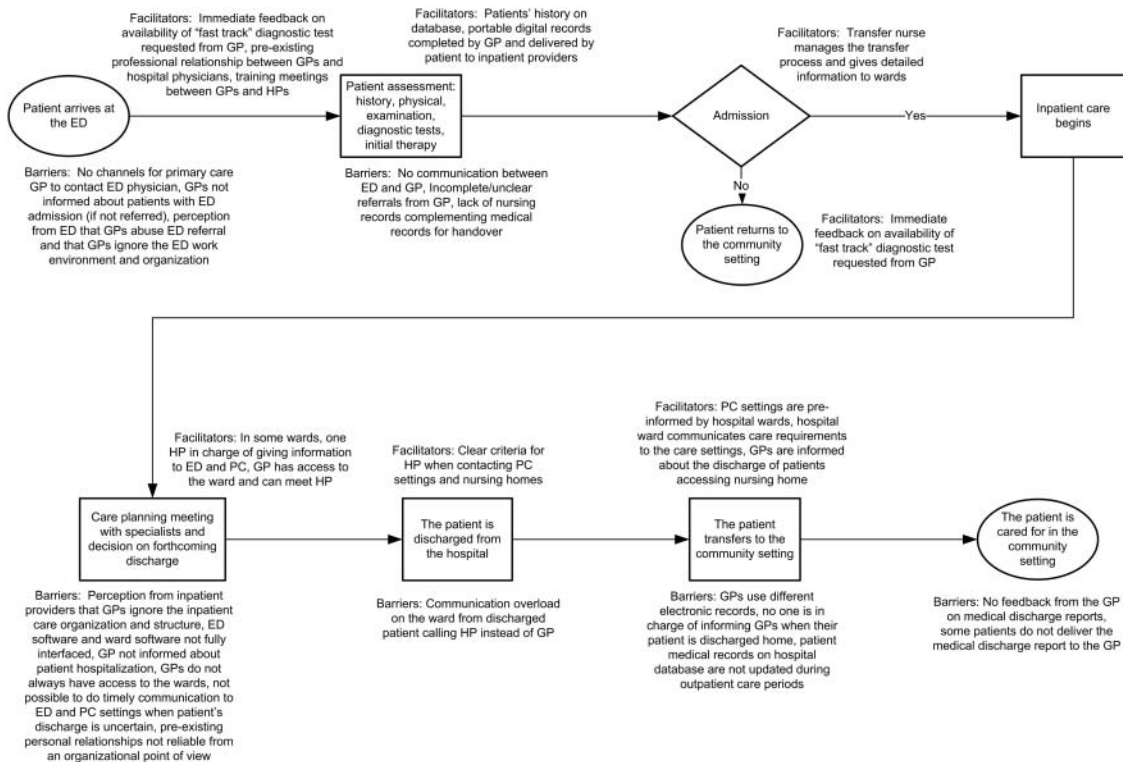 Facilitators: Immediate feedback on
availability of “fast track” diagnostic test
requested from GP, pre-existing
professional relationship between GPs and
hospital physicians, training meetings
between GPs and HPs
Facilitators: Patients’ history on
database, portable digital records
completed by GP and delivered by
patient to inpatient providers
Facilitators: Transfer nurse
manages the transfer
process and gives detailed
information to wards
Patient arrives at
the ED
Patient assessment:
history, physical,
examination,
diagnostic tests,
initial therapy
Admission
Yes
Inpatient care
begins
Barriers: No channels for primary care
GP to contact ED physician, GPs not
informed about patients with ED
admission (if not referred), perception
from ED that GPs abuse ED referral
and that GPs ignore the ED work
environment and organization
Barriers: No communication between
ED and GP, Incomplete/unclear
referrals from GP, lack of nursing
records complementing medical
records for handover
No
Patient returns to
the community
setting
Facilitators: Immediate
feedback on availability of
“fast track” diagnostic test
requested from GP
Facilitators: In some wards, one
HP in charge of giving information
to ED and PC, GP has access to
the ward and can meet HP
Facilitators: Clear criteria for
HP when contacting PC
settings and nursing homes
Facilitators: PC settings are pre-
informed by hospital wards, hospital
ward communicates care requirements
to the care settings, GPs are informed
about the discharge of patients
accessing nursing home
Care planning meeting
with specialists and
decision on forthcoming
discharge
The patient is
discharged from
the hospital
The patient
transfers to the
community setting
The patient is
cared for in the
community
setting
Barriers: Perception from inpatient
providers that GPs ignore the inpatient
care organization and structure, ED
software and ward software not fully
interfaced, GP not informed about
patient hospitalization, GPs do not
always have access to the wards, not
possible to do timely communication to
ED and PC settings when patient’s
discharge is uncertain, pre-existing
personal relationships not reliable from
an organizational point of view
Barriers: Communication overload
on the ward from discharged
patient calling HP instead of GP
Barriers: GPs use different
electronic records, no one is in
charge of informing GPs when their
patient is discharged home, patient
medical records on hospital
database are not updated during
outpatient care periods
Barriers: No feedback from the GP
on medical discharge reports,
some patients do not deliver the
medical discharge report to the GP